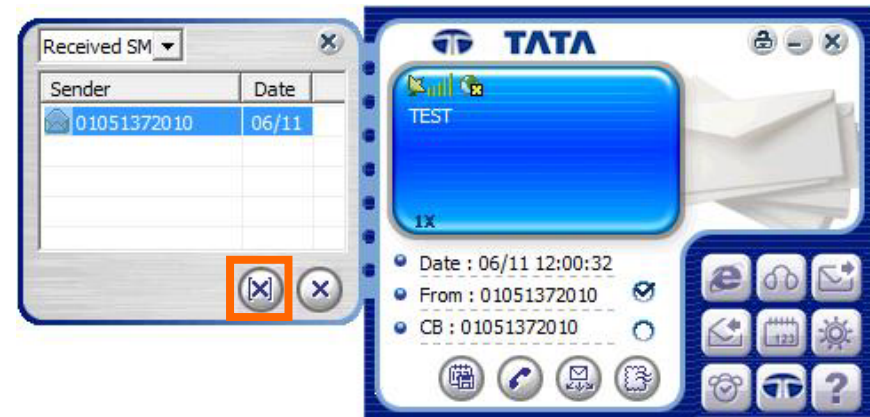 Received SM
Sender Date
01051372010 06/11
TATA
TEST
1X
Date : 06/11 12:00:32
From : 01051372010
CB : 01051372010
123
?